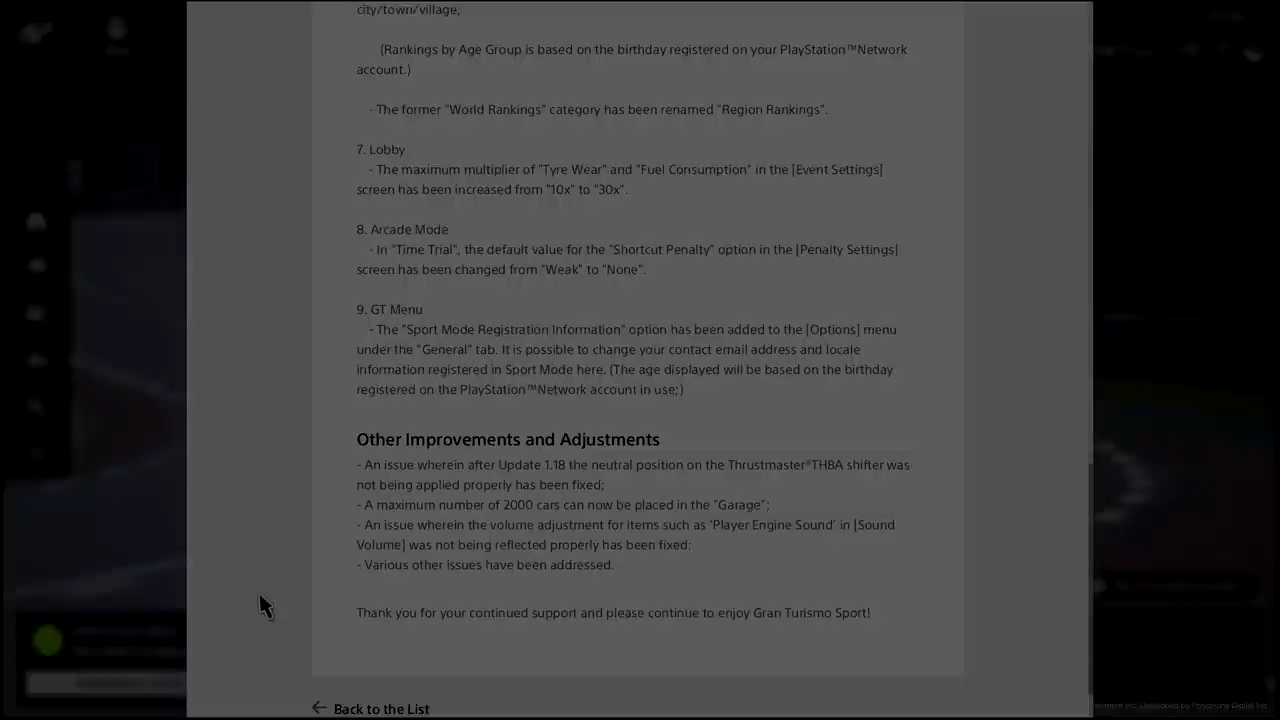 city/town/village;
(Rankings by Age Group is based on the birthday registered on your PlayStation™Network
account.)
- The former "World Rankings" category has been renamed "Region Rankings".
7. Lobby
- The maximum multiplier of "Tyre Wear" and "Fuel Consumption" in the [Event Settings]
screen has been increased from "10x" to "30x".
8. Arcade Mode
- In "Time Trial", the default value for the "Shortcut Penalty" option in the [Penalty Settings]
screen has been changed from "Weak" to "None".
9. GT Menu
- The "Sport Mode Registration Information" option has been added to the [Options] menu
under the "General" tab. It is possible to change your contact email address and locale
information registered in Sport Mode here. (The age displayed will be based on the birthday
registered on the PlayStation™Network account in use;)
Other Improvements and Adjustments
- An issue wherein after Update 1.18 the neutral position on the Thrustmaster®TH8A shifter was
not being applied properly has been fixed;
- A maximum number of 2000 cars can now be placed in the "Garage";
- An issue wherein the volume adjustment for items such as 'Player Engine Sound' in [Sound
Volume] was not being reflected properly has been fixed;
- Various other issues have been addressed.
Thank you for your continued support and please continue to enjoy Gran Turismo Sport!
← Back to the List
Inc. Developed by Polyphony Digital Inc.